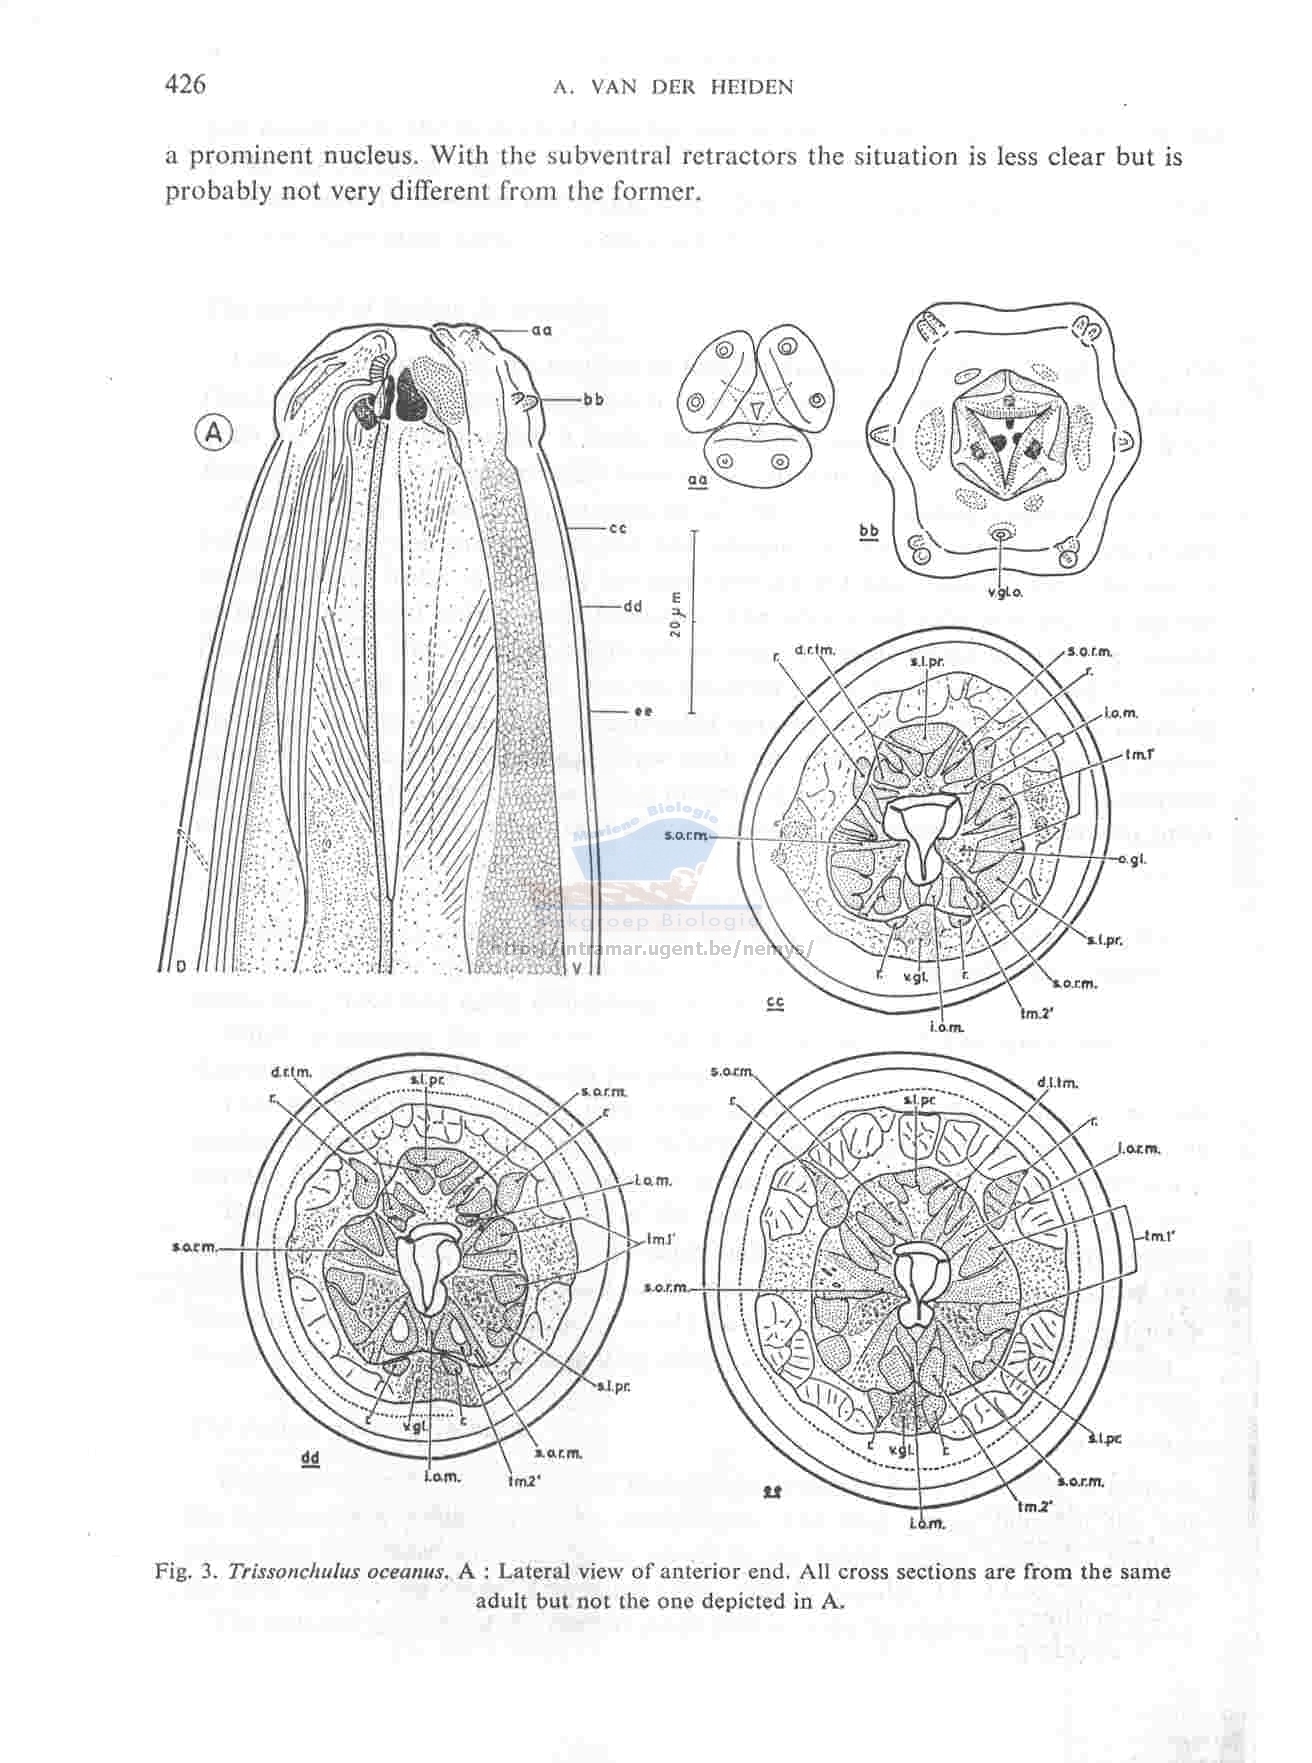 426
A. VAN DER HEIDEN
a prominent nucleus. With the subventral retractors the situation is less clear but is
probably not very different from the former.
A
aa
bb
cc
dd
ee
D
V
20 µm
aa
bb
v.gl.o.
r.
d.r.t.m.
s.l.pr.
s.o.r.m.
r.
i.o.m.
t.m.1'
s.o.r.m.
o.gl.
s.l.pr.
r.
v.gl.
r.
s.o.r.m.
t.m.2'
i.o.m.
cc
d.r.t.m.
r.
s.l.pr.
s.o.r.m.
r.
i.o.m.
t.m.1'
s.o.r.m.
s.l.pr.
r.
v.gl.
r.
s.o.r.m.
i.o.m.
t.m.2'
dd
s.o.r.m.
r.
s.l.pr.
d.l.t.m.
r.
i.o.r.m.
t.m.1'
s.o.r.m.
s.l.pr.
r.
v.gl.
r.
s.o.r.m.
t.m.2'
i.o.m.
ee
Mariene Biologie
Vakgroep Biologie
http://intramar.ugent.be/nemys/
Fig. 3. Trissonchulus oceanus. A : Lateral view of anterior end. All cross sections are from the same
adult but not the one depicted in A.